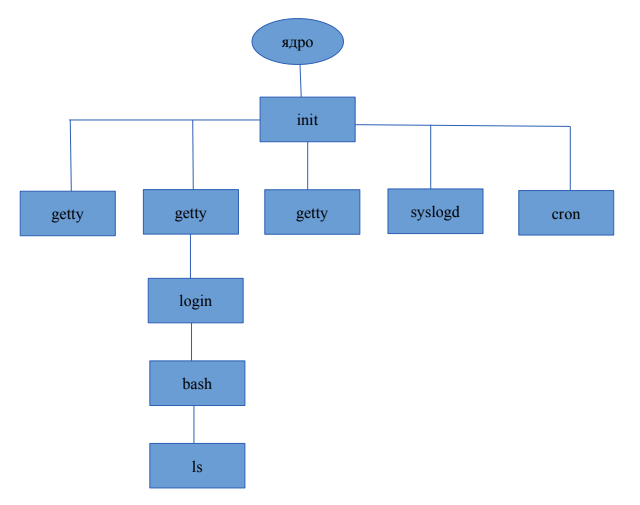 ядро
init
getty
getty
getty
syslogd
cron
login
bash
ls